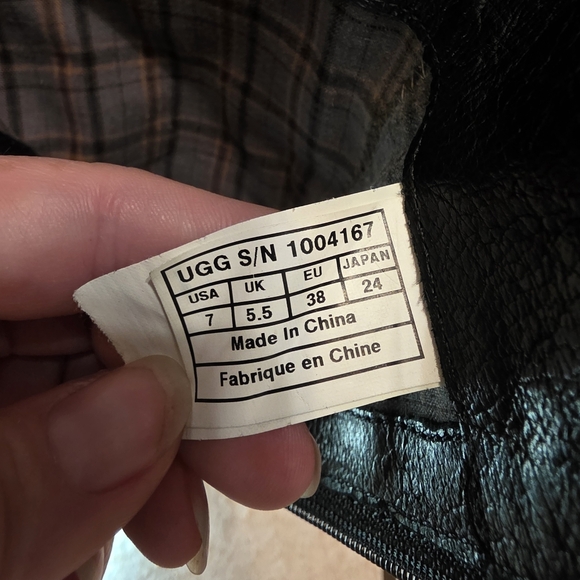 UGG S/N 1004167
USA UK EU JAPAN
7 5.5 38 24
Made In China
Fabrique en Chine